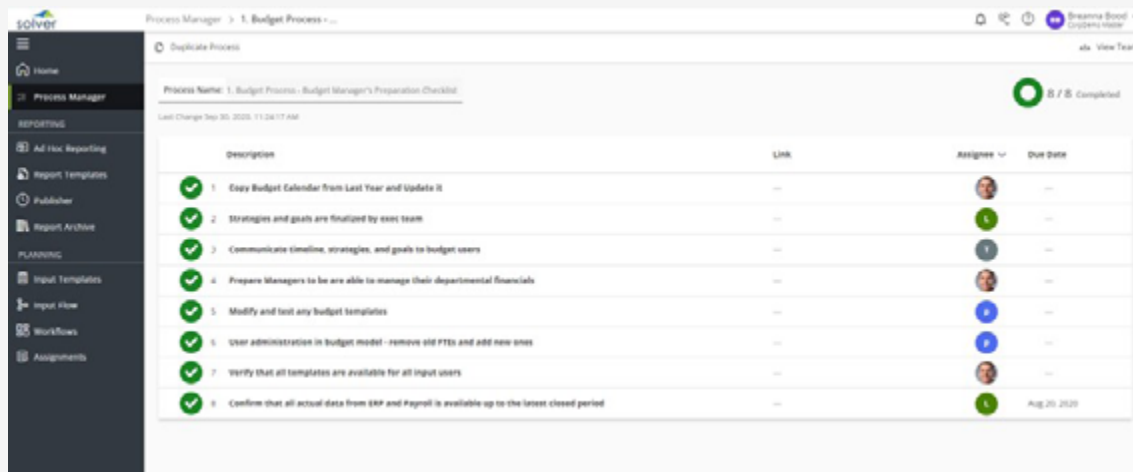 solver
Process Manager > 1. Budget Process - ...
Breanna Bood
Duplicate Process
View Tear
Home
Process Manager
REPORTING
Ad Hoc Reporting
Report Templates
Publisher
Report Archive
PLANNING
Input Templates
Input Flow
Workflows
Assignments
Process Name: 1. Budget Process - Budget Manager's Preparation Checklist
8 / 8 Completed
Last Change Sep 30, 2020, 11:24:17 AM
Description Link Assignee Due Date
1 Copy Budget Calendar from Last Year and Update it --- ---
2 Strategies and goals are finalized by exec team --- L ---
3 Communicate timeline, strategies, and goals to budget users --- T ---
4 Prepare Managers to be are able to manage their departmental financials --- ---
5 Modify and test any budget templates --- P ---
6 User administration in budget model - remove old FTEs and add new ones --- P ---
7 Verify that all templates are available for all input users --- ---
8 Confirm that all actual data from ERP and Payroll is available up to the latest closed period --- L Aug 20, 2020